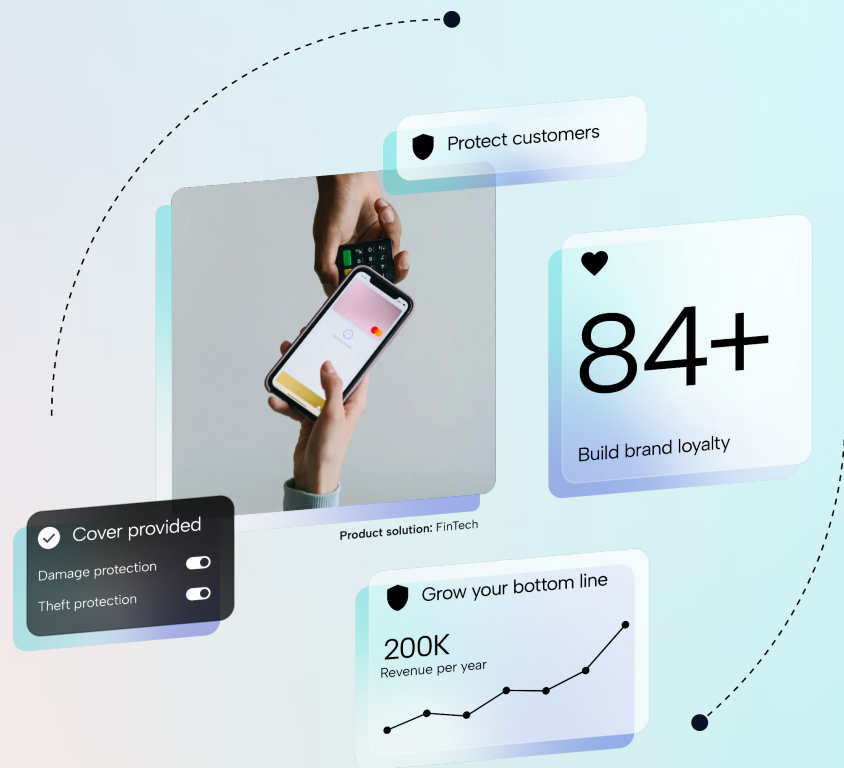 Protect customers
84+
Build brand loyalty
Cover provided
Damage protection
Theft protection
Product solution: FinTech
Grow your bottom line
200K
Revenue per year